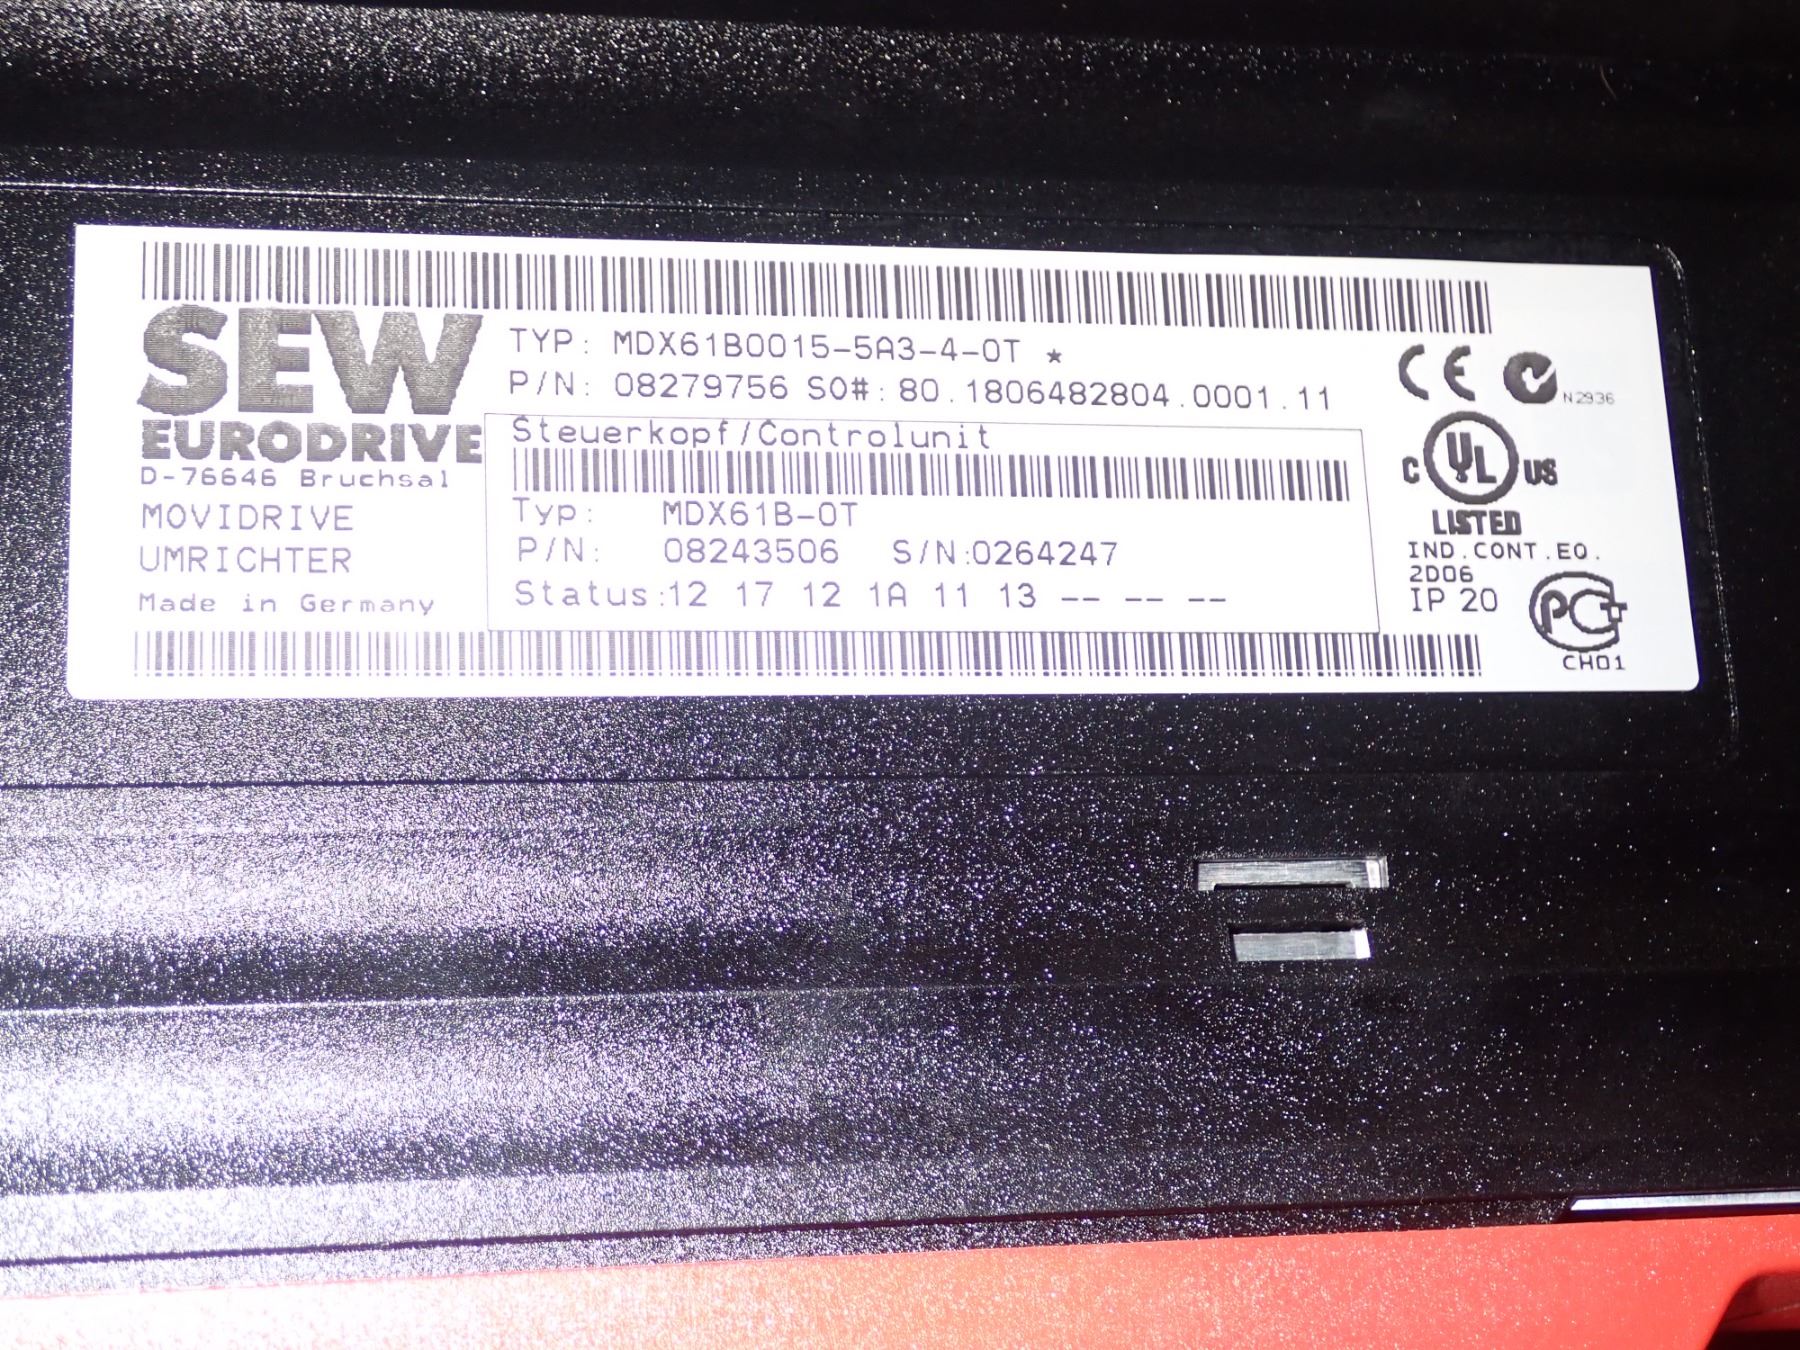 SEW
EURODRIVE
D-76646 Bruchsal
MOVIDRIVE
UMRICHTER
Made in Germany
TYP: MDX61B0015-5A3-4-0T *
P/N: 08279756 SO#: 80.1806482804.0001.11
Steuerkopf/Controlunit
Typ: MDX61B-0T
P/N: 08243506 S/N:0264247
Status:12 17 12 1A 11 13 -- -- --
CE N2936
C UL US
LISTED
IND.CONT.EQ.
2D06
IP 20
PCT
CH01